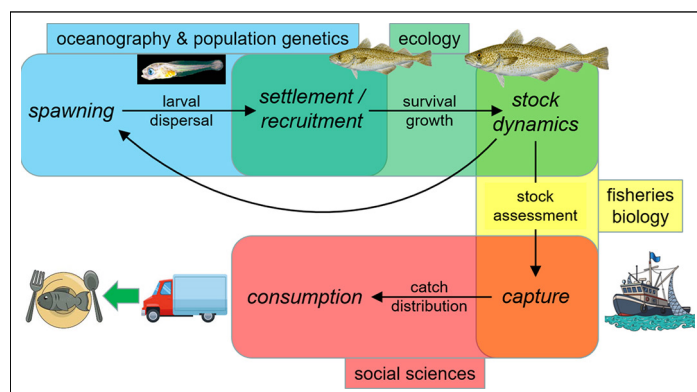 oceanography & population genetics
ecology
spawning
larval
dispersal
settlement /
recruitment
survival
growth
stock
dynamics
stock
assessment
fisheries
biology
consumption
catch
distribution
capture
social sciences